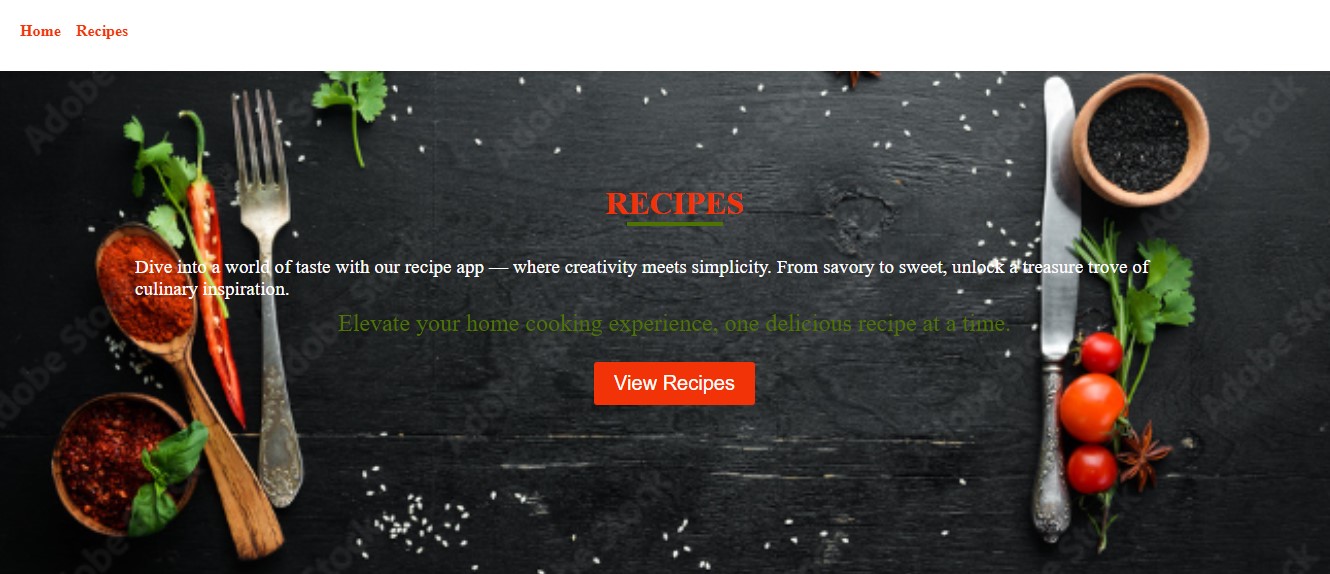 Home Recipes
RECIPES
Dive into a world of taste with our recipe app — where creativity meets simplicity. From savory to sweet, unlock a treasure trove of
culinary inspiration.
Elevate your home cooking experience, one delicious recipe at a time.
View Recipes
Adobe Stock